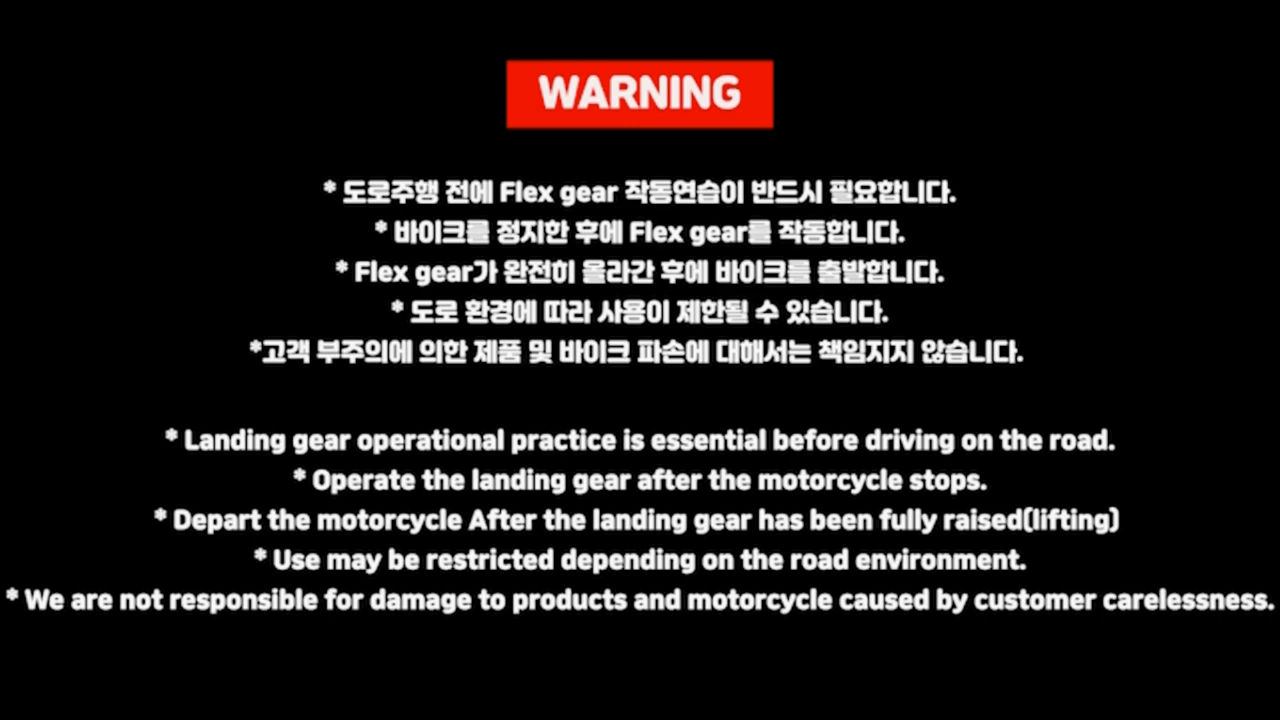 WARNING
* 도로주행 전에 Flex gear 작동연습이 반드시 필요합니다.
* 바이크를 정지한 후에 Flex gear를 작동합니다.
* Flex gear가 완전히 올라간 후에 바이크를 출발합니다.
* 도로 환경에 따라 사용이 제한될 수 있습니다.
*고객 부주의에 의한 제품 및 바이크 파손에 대해서는 책임지지 않습니다.
* Landing gear operational practice is essential before driving on the road.
* Operate the landing gear after the motorcycle stops.
* Depart the motorcycle After the landing gear has been fully raised(lifting)
* Use may be restricted depending on the road environment.
* We are not responsible for damage to products and motorcycle caused by customer carelessness.